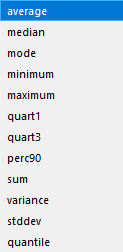 average
median
mode
minimum
maximum
quart1
quart3
perc90
sum
variance
stddev
quantile